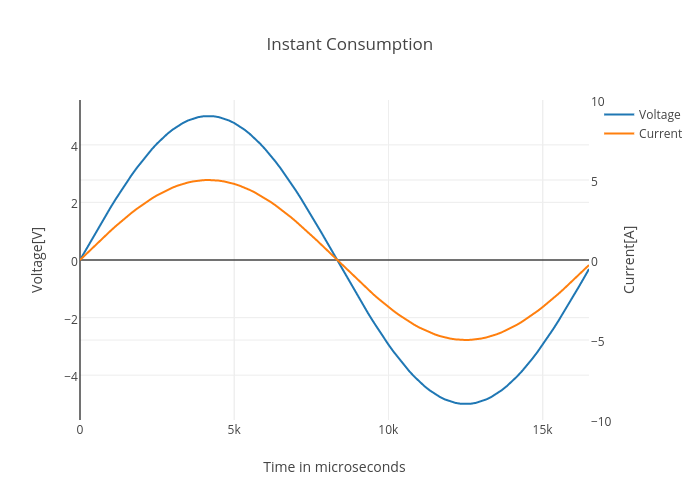 Instant Consumption
Voltage
Current
Voltage[V]
4
2
0
−2
−4
10
5
0
−5
−10
Current[A]
0
5k
10k
15k
Time in microseconds